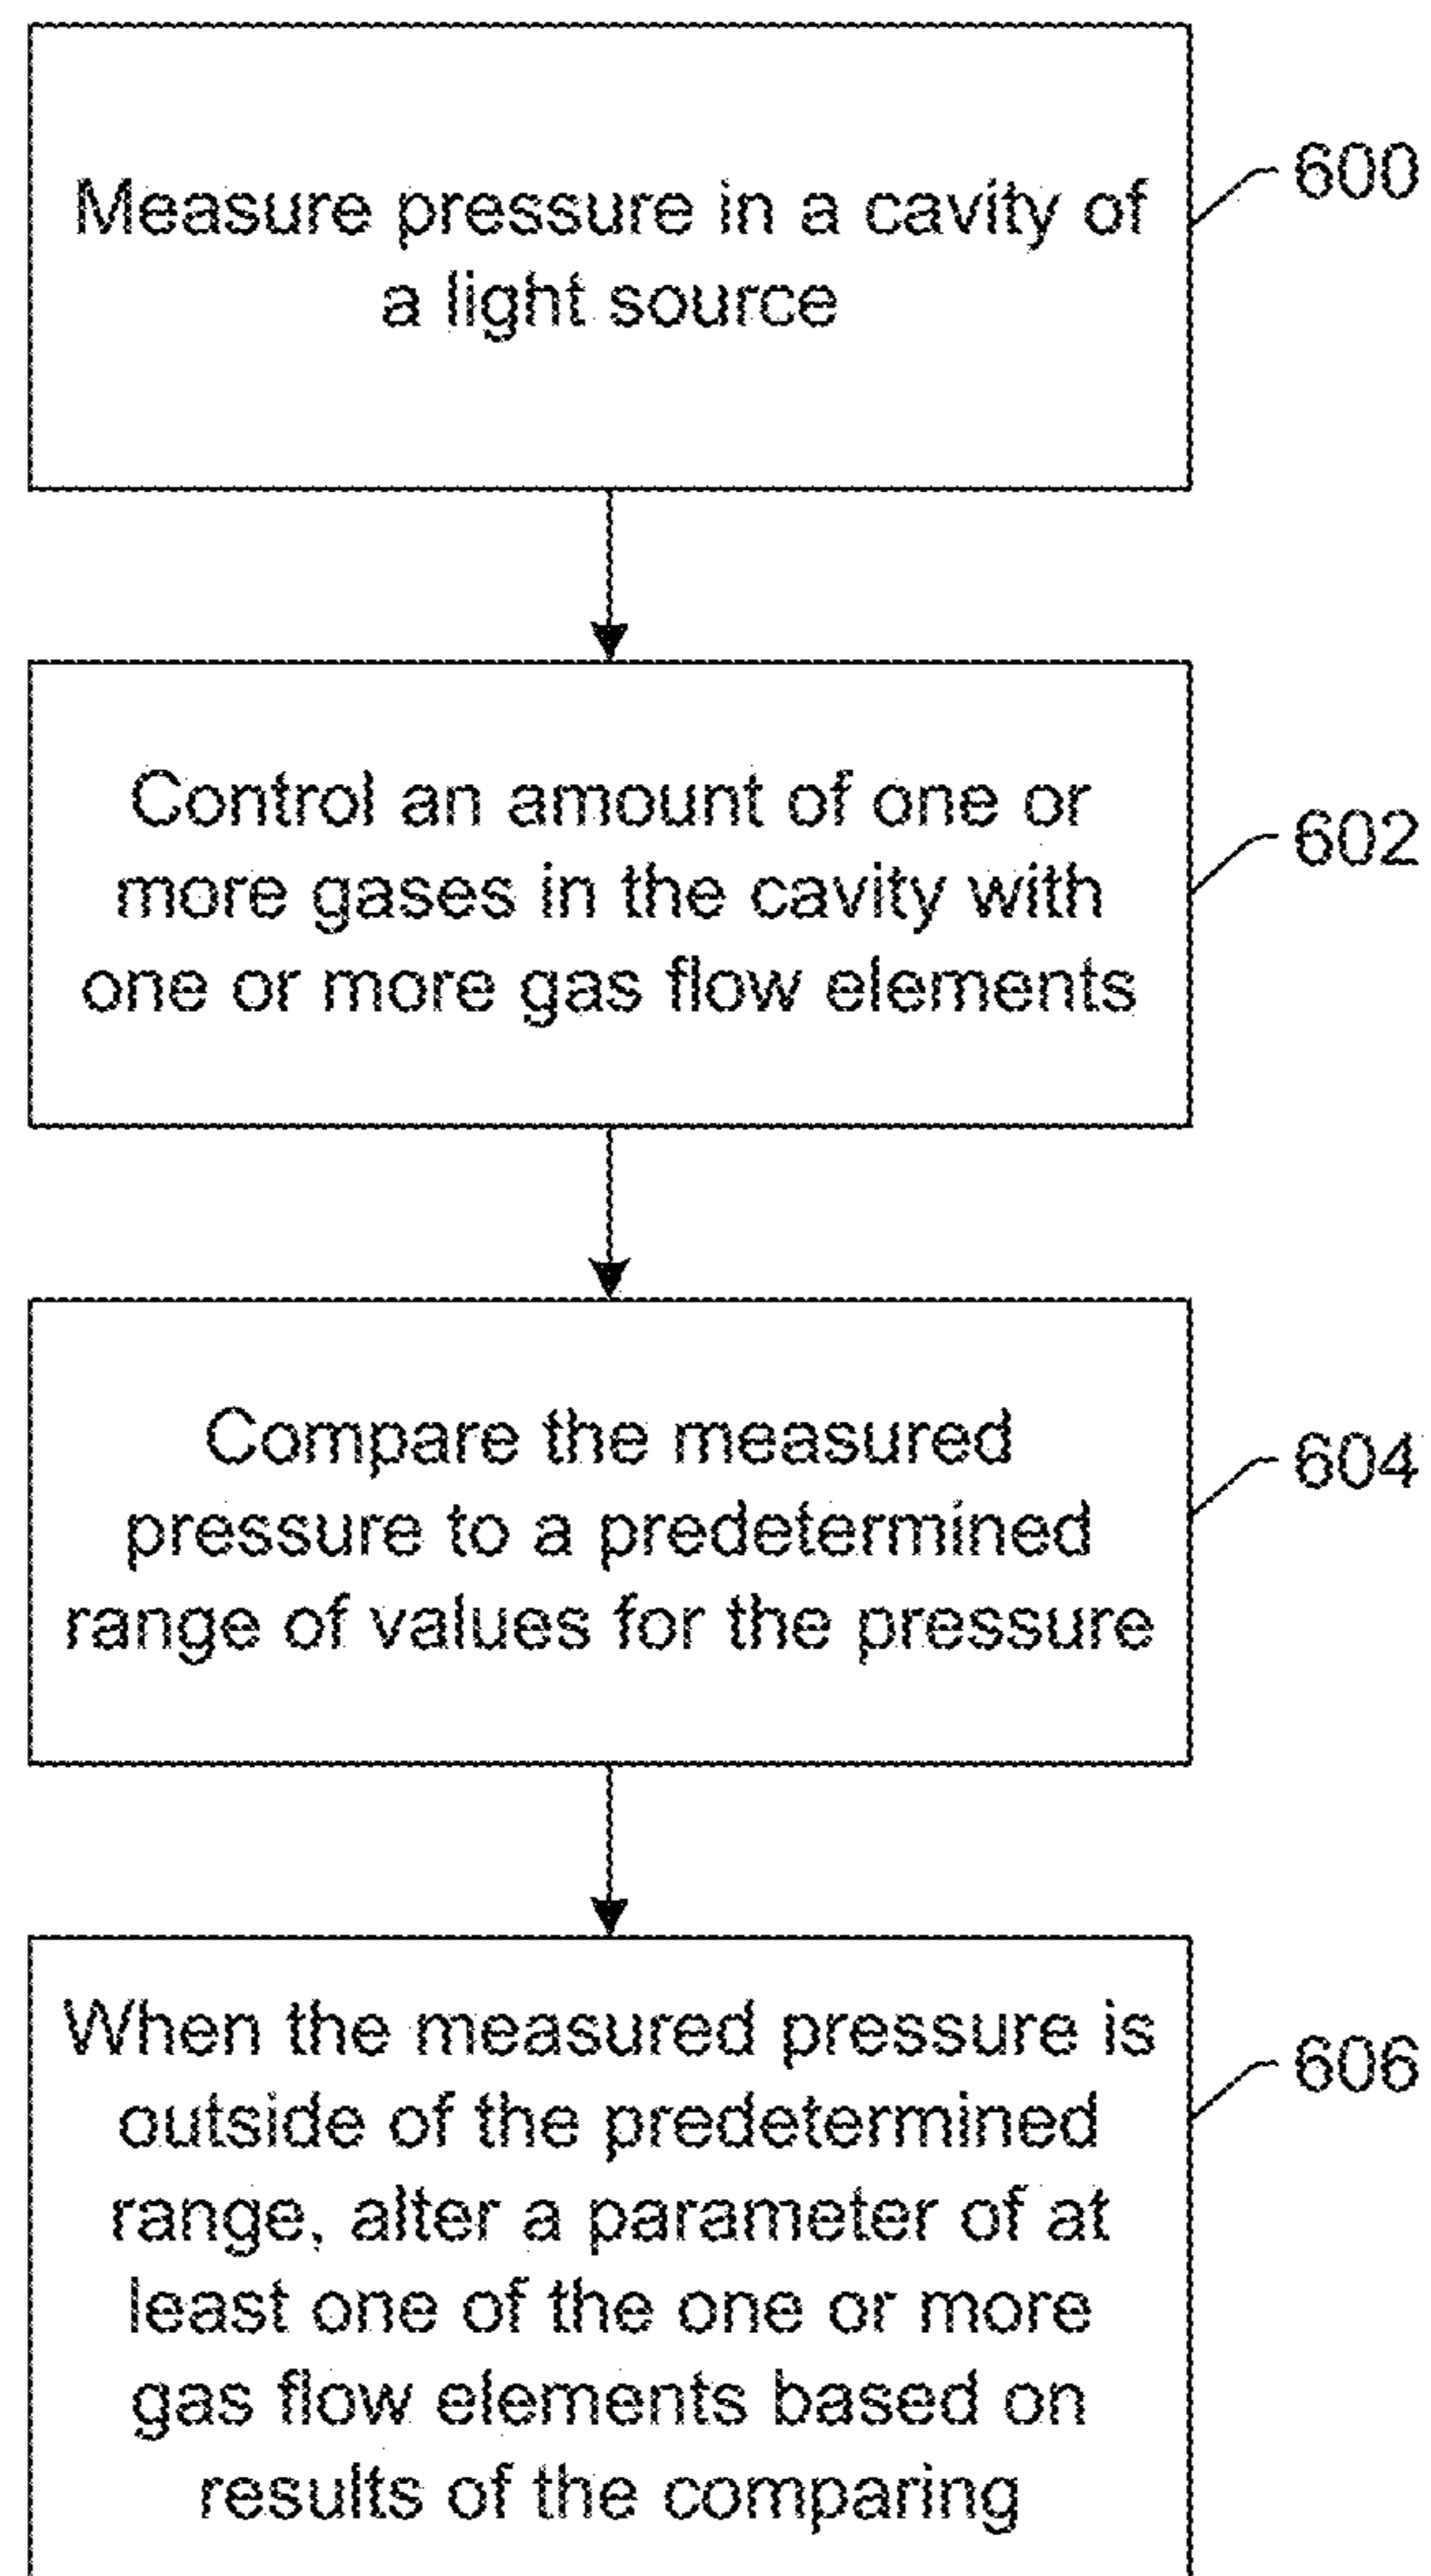 Measure pressure in a cavity of
a light source
600
Control an amount of one or
more gases in the cavity with
one or more gas flow elements
602
Compare the measured
pressure to a predetermined
range of values for the pressure
604
When the measured pressure is
outside of the predetermined
range, alter a parameter of at
least one of the one or more
gas flow elements based on
results of the comparing
606